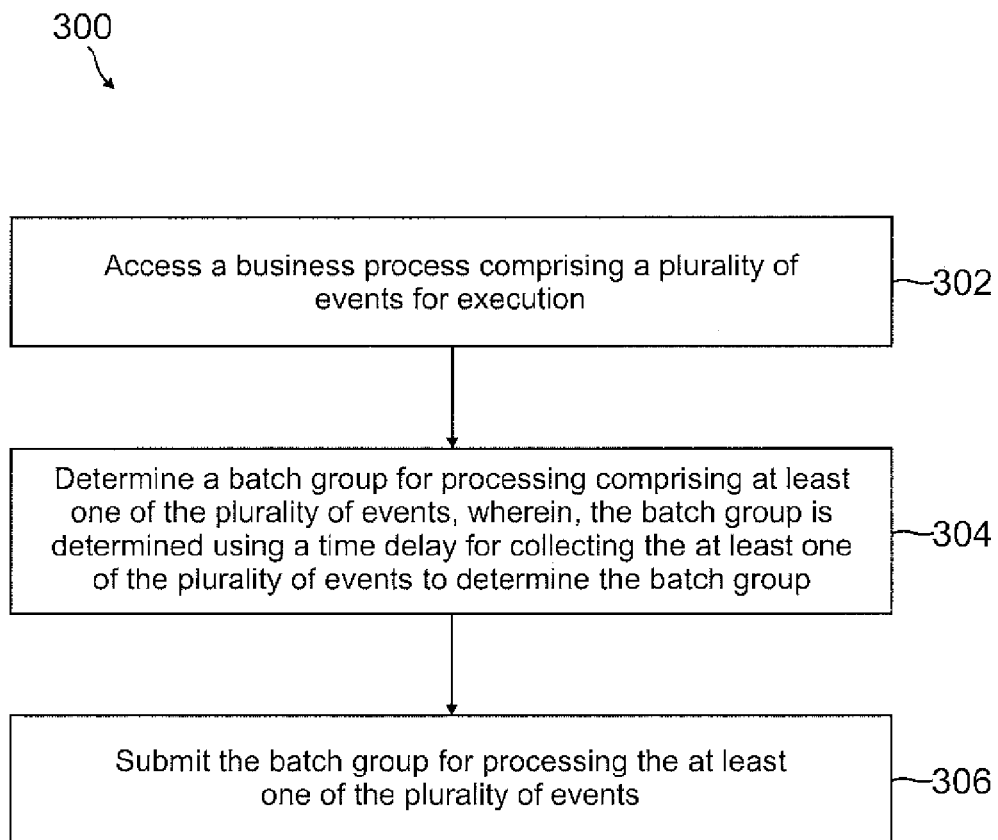 300
Access a business process comprising a plurality of
events for execution
302
Determine a batch group for processing comprising at least
one of the plurality of events, wherein, the batch group is
determined using a time delay for collecting the at least one
of the plurality of events to determine the batch group
304
Submit the batch group for processing the at least
one of the plurality of events
306